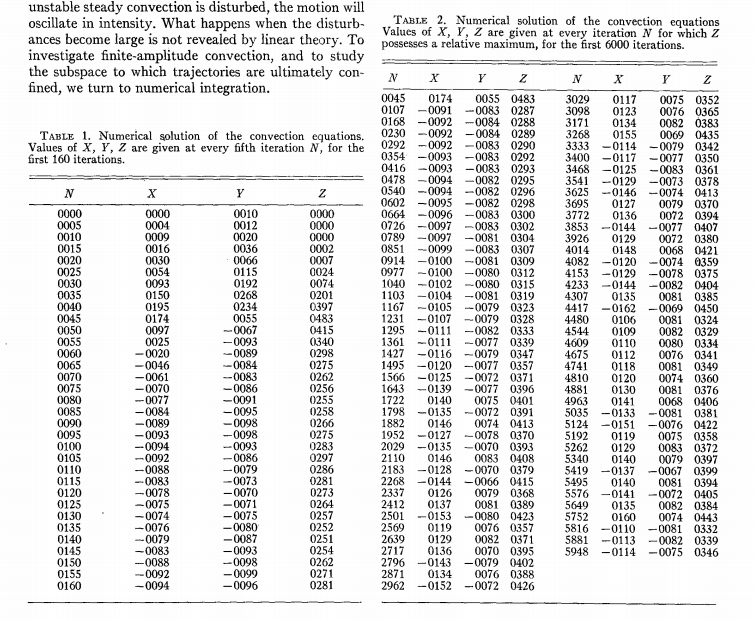 unstable steady convection is disturbed, the motion will
oscillate in intensity. What happens when the disturb-
ances become large is not revealed by linear theory. To
investigate finite-amplitude convection, and to study
the subspace to which trajectories are ultimately con-
fined, we turn to numerical integration.
TABLE 1. Numerical solution of the convection equations.
Values of X, Y, Z are given at every fifth iteration N, for the
first 160 iterations.
N X Y Z
0000 0000 0010 0000
0005 0004 0012 0000
0010 0009 0020 0000
0015 0016 0036 0002
0020 0030 0066 0007
0025 0054 0115 0024
0030 0093 0192 0074
0035 0150 0268 0201
0040 0195 0234 0397
0045 0174 0055 0483
0050 0097 −0067 0415
0055 0025 −0093 0340
0060 −0020 −0089 0298
0065 −0046 −0084 0275
0070 −0061 −0083 0262
0075 −0070 −0086 0256
0080 −0077 −0091 0255
0085 −0084 −0095 0258
0090 −0089 −0098 0266
0095 −0093 −0098 0275
0100 −0094 −0093 0283
0105 −0092 −0086 0297
0110 −0088 −0079 0286
0115 −0083 −0073 0281
0120 −0078 −0070 0273
0125 −0075 −0071 0264
0130 −0074 −0075 0257
0135 −0076 −0080 0252
0140 −0079 −0087 0251
0145 −0083 −0093 0254
0150 −0088 −0098 0262
0155 −0092 −0099 0271
0160 −0094 −0096 0281
TABLE 2. Numerical solution of the convection equations
Values of X, Y, Z are given at every iteration N for which Z
possesses a relative maximum, for the first 6000 iterations.
N X Y Z N X Y Z
0045 0174 0055 0483 3029 0117 0075 0352
0107 −0091 −0083 0287 3098 0123 0076 0365
0168 −0092 −0084 0288 3171 0134 0082 0383
0230 −0092 −0084 0289 3268 0155 0069 0435
0292 −0092 −0083 0290 3333 −0114 −0079 0342
0354 −0093 −0083 0292 3400 −0117 −0077 0350
0416 −0093 −0083 0293 3468 −0125 −0083 0361
0478 −0094 −0082 0295 3541 −0129 −0073 0378
0540 −0094 −0082 0296 3625 −0146 −0074 0413
0602 −0095 −0082 0298 3695 0127 0079 0370
0664 −0096 −0083 0300 3772 0136 0072 0394
0726 −0097 −0083 0302 3853 −0144 −0077 0407
0789 −0097 −0081 0304 3926 0129 0072 0380
0851 −0099 −0083 0307 4014 0148 0068 0421
0914 −0100 −0081 0309 4082 −0120 −0074 0359
0977 −0100 −0080 0312 4153 −0129 −0078 0375
1040 −0102 −0080 0315 4233 −0144 −0082 0404
1103 −0104 −0081 0319 4307 0135 0081 0385
1167 −0105 −0079 0323 4417 −0162 −0069 0450
1231 −0107 −0079 0328 4480 0106 0081 0324
1295 −0111 −0082 0333 4544 0109 0082 0329
1361 −0111 −0077 0339 4609 0110 0080 0334
1427 −0116 −0079 0347 4675 0112 0076 0341
1495 −0120 −0077 0357 4741 0118 0081 0349
1566 −0125 −0072 0371 4810 0120 0074 0360
1643 −0139 −0077 0396 4881 0130 0081 0376
1722 0140 0075 0401 4963 0141 0068 0406
1798 −0135 −0072 0391 5035 −0133 −0081 0381
1882 0146 0074 0413 5124 −0151 −0076 0422
1952 −0127 −0078 0370 5192 0119 0075 0358
2029 −0135 −0070 0393 5262 0129 0083 0372
2110 0146 0083 0408 5340 0140 0079 0397
2183 −0128 −0070 0379 5419 −0137 −0067 0399
2268 −0144 −0066 0415 5495 0140 0081 0394
2337 0126 0079 0368 5576 −0141 −0072 0405
2412 0137 0081 0389 5649 0135 0082 0384
2501 −0153 −0080 0423 5752 0160 0074 0443
2569 0119 0076 0357 5816 −0110 −0081 0332
2639 0129 0082 0371 5881 −0113 −0082 0339
2717 0136 0070 0395 5948 −0114 −0075 0346
2796 −0143 −0079 0402
2871 0134 0076 0388
2962 −0152 −0072 0426